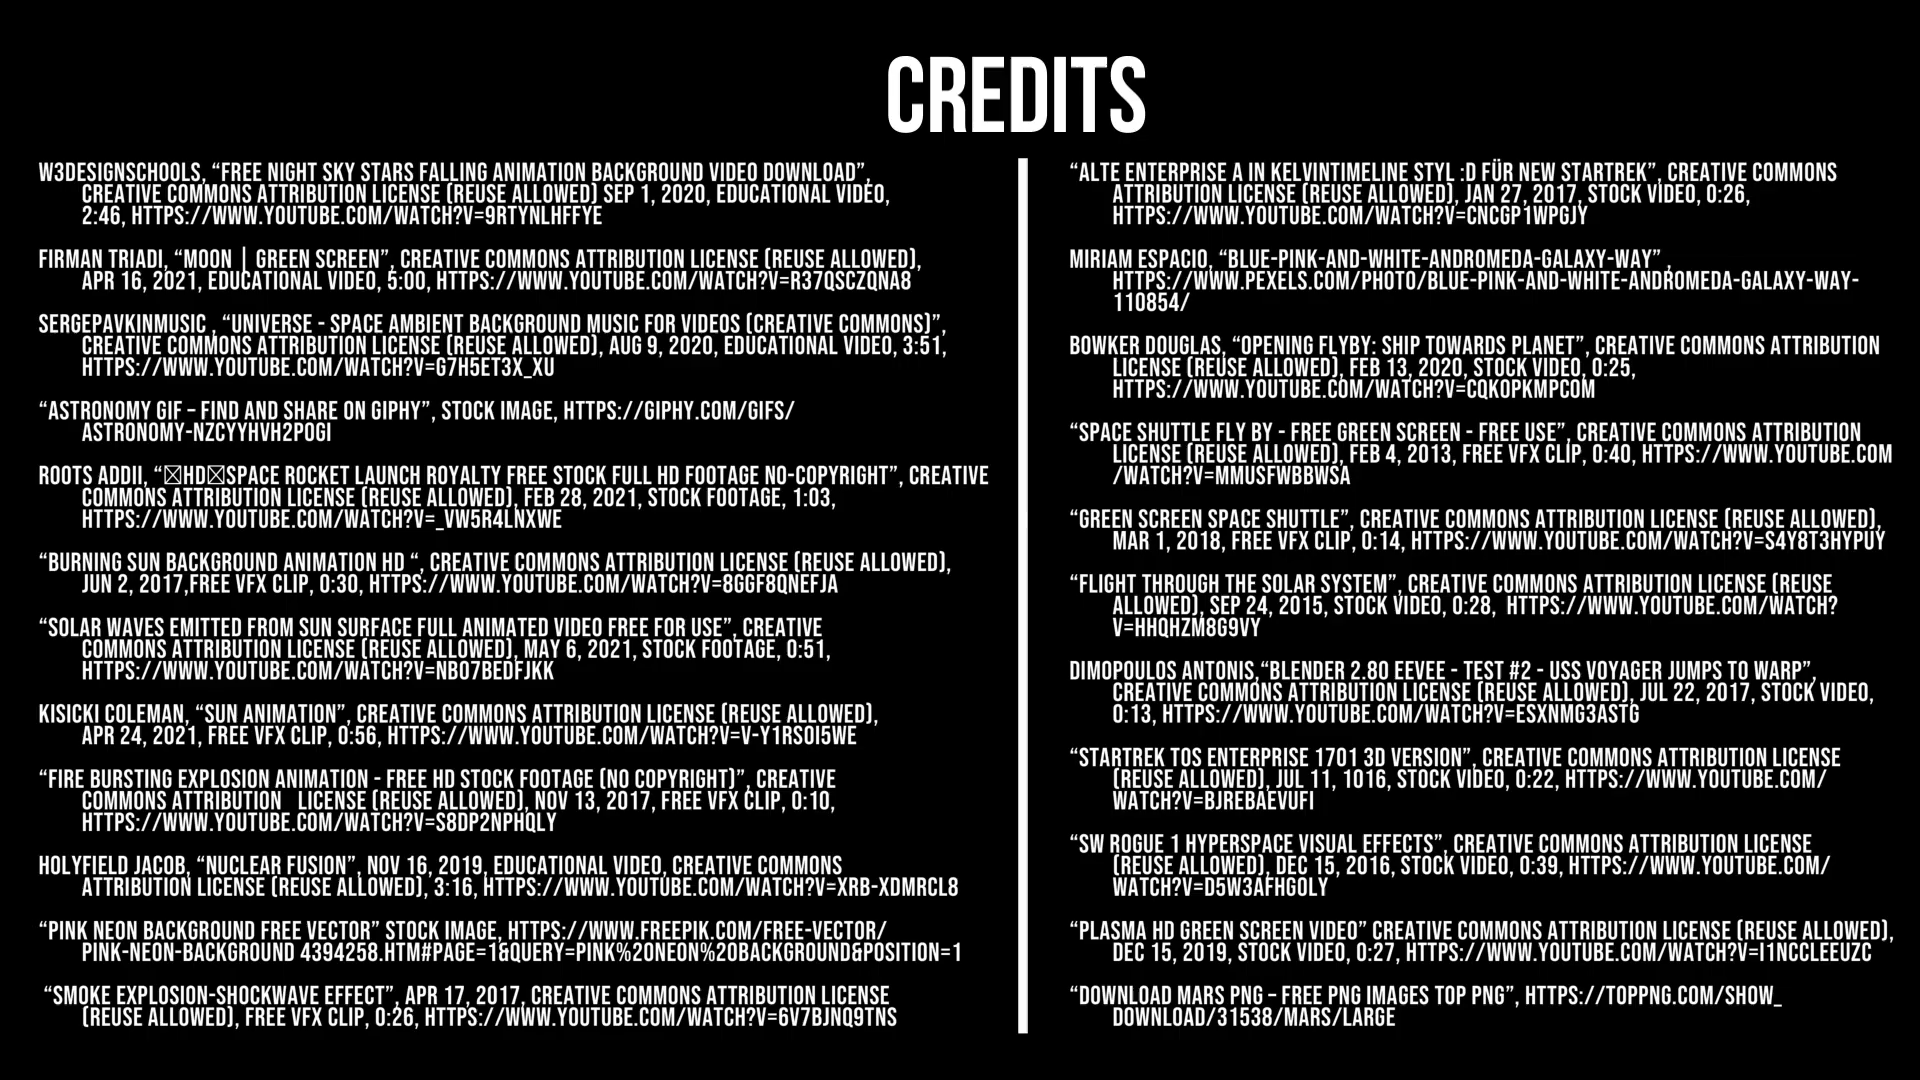 CREDITS
W3DESIGNSCHOOLS, “FREE NIGHT SKY STARS FALLING ANIMATION BACKGROUND VIDEO DOWNLOAD”,
CREATIVE COMMONS ATTRIBUTION LICENSE (REUSE ALLOWED) SEP 1, 2020, EDUCATIONAL VIDEO,
2:46, HTTPS://WWW.YOUTUBE.COM/WATCH?V=9RTYNLHFFYE
FIRMAN TRIADI, “MOON | GREEN SCREEN”, CREATIVE COMMONS ATTRIBUTION LICENSE (REUSE ALLOWED),
APR 16, 2021, EDUCATIONAL VIDEO, 5:00, HTTPS://WWW.YOUTUBE.COM/WATCH?V=R37QSCZQNA8
SERGEPAVKINMUSIC , “UNIVERSE - SPACE AMBIENT BACKGROUND MUSIC FOR VIDEOS (CREATIVE COMMONS)”,
CREATIVE COMMONS ATTRIBUTION LICENSE (REUSE ALLOWED), AUG 9, 2020, EDUCATIONAL VIDEO, 3:51,
HTTPS://WWW.YOUTUBE.COM/WATCH?V=G7H5ET3X_XU
“ASTRONOMY GIF – FIND AND SHARE ON GIPHY”, STOCK IMAGE, HTTPS://GIPHY.COM/GIFS/
ASTRONOMY-NZCYYHVH2POGI
ROOTS ADDII, “☒HD☒SPACE ROCKET LAUNCH ROYALTY FREE STOCK FULL HD FOOTAGE NO-COPYRIGHT”, CREATIVE
COMMONS ATTRIBUTION LICENSE (REUSE ALLOWED), FEB 28, 2021, STOCK FOOTAGE, 1:03,
HTTPS://WWW.YOUTUBE.COM/WATCH?V=_VW5R4LNXWE
“BURNING SUN BACKGROUND ANIMATION HD “, CREATIVE COMMONS ATTRIBUTION LICENSE (REUSE ALLOWED),
JUN 2, 2017,FREE VFX CLIP, 0:30, HTTPS://WWW.YOUTUBE.COM/WATCH?V=8GGF8QNEFJA
“SOLAR WAVES EMITTED FROM SUN SURFACE FULL ANIMATED VIDEO FREE FOR USE”, CREATIVE
COMMONS ATTRIBUTION LICENSE (REUSE ALLOWED), MAY 6, 2021, STOCK FOOTAGE, 0:51,
HTTPS://WWW.YOUTUBE.COM/WATCH?V=NBO7BEDFJKK
KISICKI COLEMAN, “SUN ANIMATION”, CREATIVE COMMONS ATTRIBUTION LICENSE (REUSE ALLOWED),
APR 24, 2021, FREE VFX CLIP, 0:56, HTTPS://WWW.YOUTUBE.COM/WATCH?V=V-Y1RSOI5WE
“FIRE BURSTING EXPLOSION ANIMATION - FREE HD STOCK FOOTAGE (NO COPYRIGHT)”, CREATIVE
COMMONS ATTRIBUTION LICENSE (REUSE ALLOWED), NOV 13, 2017, FREE VFX CLIP, 0:10,
HTTPS://WWW.YOUTUBE.COM/WATCH?V=S8DP2NPHQLY
HOLYFIELD JACOB, “NUCLEAR FUSION”, NOV 16, 2019, EDUCATIONAL VIDEO, CREATIVE COMMONS
ATTRIBUTION LICENSE (REUSE ALLOWED), 3:16, HTTPS://WWW.YOUTUBE.COM/WATCH?V=XRB-XDMRCL8
“PINK NEON BACKGROUND FREE VECTOR” STOCK IMAGE, HTTPS://WWW.FREEPIK.COM/FREE-VECTOR/
PINK-NEON-BACKGROUND 4394258.HTM#PAGE=1&QUERY=PINK%20NEON%20BACKGROUND&POSITION=1
“SMOKE EXPLOSION-SHOCKWAVE EFFECT”, APR 17, 2017, CREATIVE COMMONS ATTRIBUTION LICENSE
(REUSE ALLOWED), FREE VFX CLIP, 0:26, HTTPS://WWW.YOUTUBE.COM/WATCH?V=6V7BJNQ9TNS
“ALTE ENTERPRISE A IN KELVINTIMELINE STYL :D FÜR NEW STARTREK”, CREATIVE COMMONS
ATTRIBUTION LICENSE (REUSE ALLOWED), JAN 27, 2017, STOCK VIDEO, 0:26,
HTTPS://WWW.YOUTUBE.COM/WATCH?V=CNCGP1WPGJY
MIRIAM ESPACIO, “BLUE-PINK-AND-WHITE-ANDROMEDA-GALAXY-WAY” ,
HTTPS://WWW.PEXELS.COM/PHOTO/BLUE-PINK-AND-WHITE-ANDROMEDA-GALAXY-WAY-
110854/
BOWKER DOUGLAS, “OPENING FLYBY: SHIP TOWARDS PLANET”, CREATIVE COMMONS ATTRIBUTION
LICENSE (REUSE ALLOWED), FEB 13, 2020, STOCK VIDEO, 0:25,
HTTPS://WWW.YOUTUBE.COM/WATCH?V=CQKOPKMPCOM
“SPACE SHUTTLE FLY BY - FREE GREEN SCREEN - FREE USE”, CREATIVE COMMONS ATTRIBUTION
LICENSE (REUSE ALLOWED), FEB 4, 2013, FREE VFX CLIP, 0:40, HTTPS://WWW.YOUTUBE.COM
/WATCH?V=MMUSFWBBWSA
“GREEN SCREEN SPACE SHUTTLE”, CREATIVE COMMONS ATTRIBUTION LICENSE (REUSE ALLOWED),
MAR 1, 2018, FREE VFX CLIP, 0:14, HTTPS://WWW.YOUTUBE.COM/WATCH?V=S4Y8T3HYPUY
“FLIGHT THROUGH THE SOLAR SYSTEM”, CREATIVE COMMONS ATTRIBUTION LICENSE (REUSE
ALLOWED), SEP 24, 2015, STOCK VIDEO, 0:28, HTTPS://WWW.YOUTUBE.COM/WATCH?
V=HHQHZM8G9VY
DIMOPOULOS ANTONIS,“BLENDER 2.80 EEVEE - TEST #2 - USS VOYAGER JUMPS TO WARP”,
CREATIVE COMMONS ATTRIBUTION LICENSE (REUSE ALLOWED), JUL 22, 2017, STOCK VIDEO,
0:13, HTTPS://WWW.YOUTUBE.COM/WATCH?V=ESXNMG3ASTG
“STARTREK TOS ENTERPRISE 1701 3D VERSION”, CREATIVE COMMONS ATTRIBUTION LICENSE
(REUSE ALLOWED), JUL 11, 1016, STOCK VIDEO, 0:22, HTTPS://WWW.YOUTUBE.COM/
WATCH?V=BJREBAEVUFI
“SW ROGUE 1 HYPERSPACE VISUAL EFFECTS”, CREATIVE COMMONS ATTRIBUTION LICENSE
(REUSE ALLOWED), DEC 15, 2016, STOCK VIDEO, 0:39, HTTPS://WWW.YOUTUBE.COM/
WATCH?V=D5W3AFHGOLY
“PLASMA HD GREEN SCREEN VIDEO” CREATIVE COMMONS ATTRIBUTION LICENSE (REUSE ALLOWED),
DEC 15, 2019, STOCK VIDEO, 0:27, HTTPS://WWW.YOUTUBE.COM/WATCH?V=I1NCCLEEUZC
“DOWNLOAD MARS PNG – FREE PNG IMAGES TOP PNG”, HTTPS://TOPPNG.COM/SHOW_
DOWNLOAD/31538/MARS/LARGE